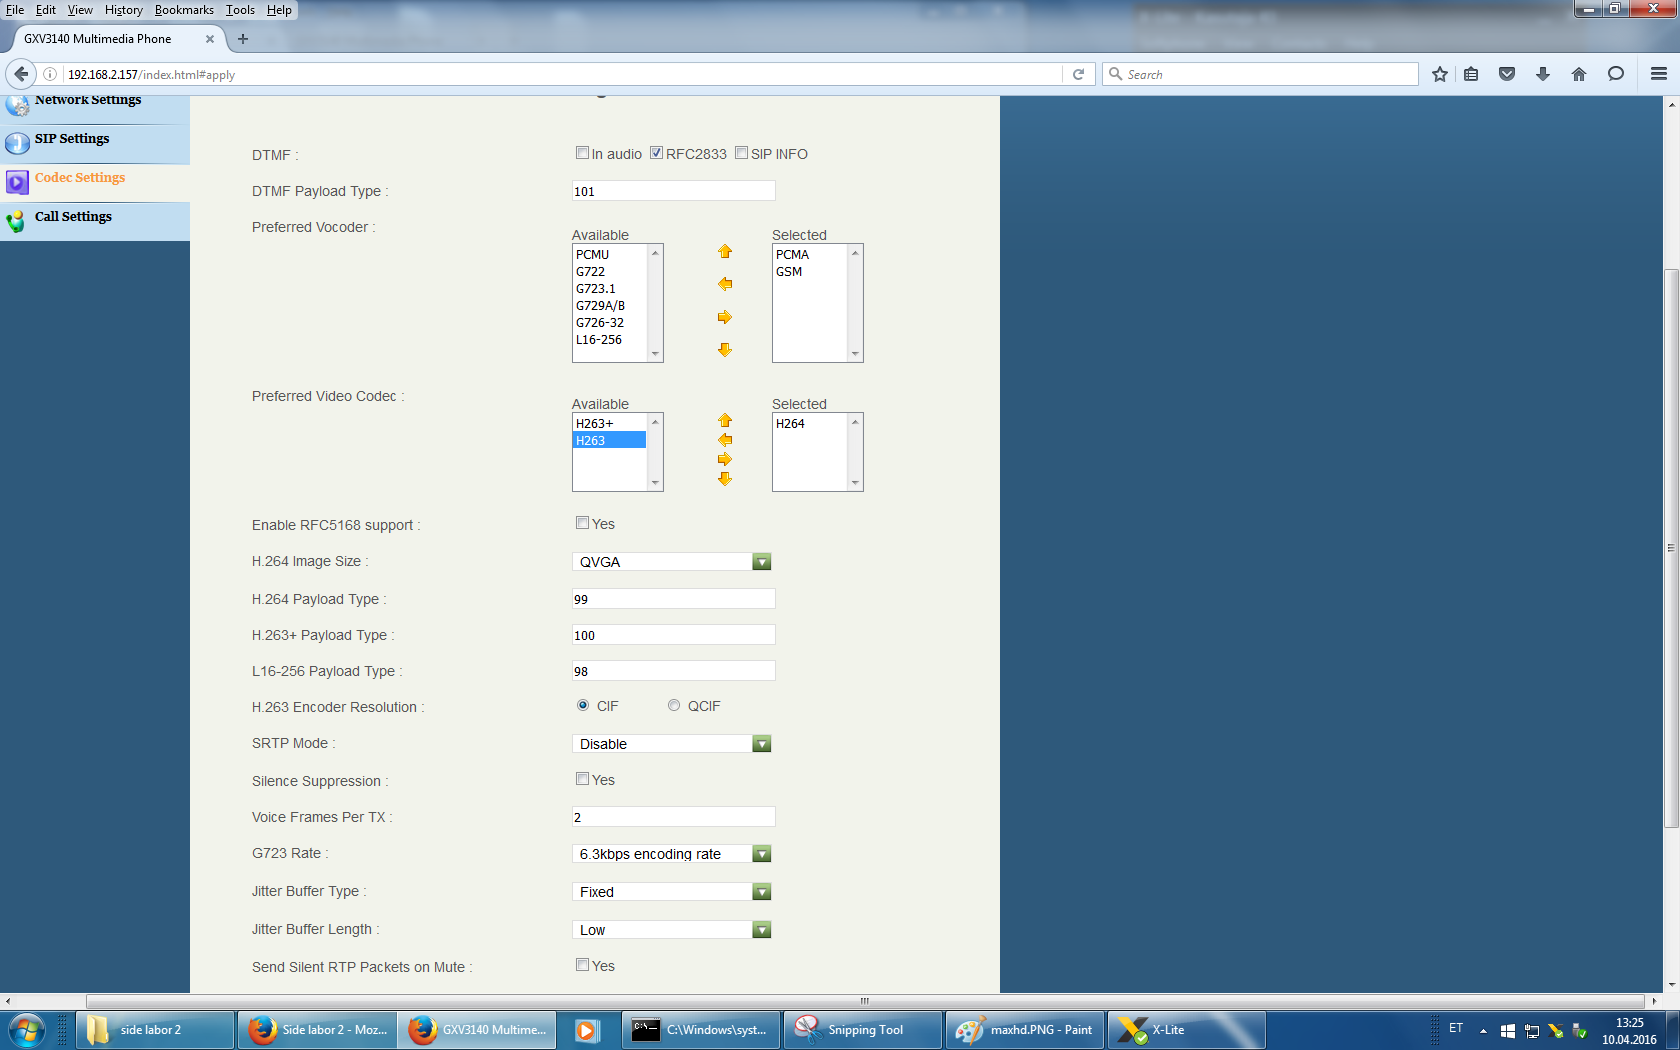 File Edit View History Bookmarks Tools Help
GXV3140 Multimedia Phone
192.168.2.157/index.html#apply
Search
Network Settings
SIP Settings
Codec Settings
Call Settings
DTMF : In audio RFC2833 SIP INFO
DTMF Payload Type : 101
Preferred Vocoder :
Available Selected
PCMU PCMA
G722 GSM
G723.1
G729A/B
G726-32
L16-256
Preferred Video Codec :
Available Selected
H263+ H264
H263
Enable RFC5168 support : Yes
H.264 Image Size : QVGA
H.264 Payload Type : 99
H.263+ Payload Type : 100
L16-256 Payload Type : 98
H.263 Encoder Resolution : CIF QCIF
SRTP Mode : Disable
Silence Suppression : Yes
Voice Frames Per TX : 2
G723 Rate : 6.3kbps encoding rate
Jitter Buffer Type : Fixed
Jitter Buffer Length : Low
Send Silent RTP Packets on Mute : Yes
side labor 2 Side labor 2 - Moz... GXV3140 Multime... C:\Windows\syst... Snipping Tool maxhd.PNG - Paint X-Lite ET 13:25
10.04.2016